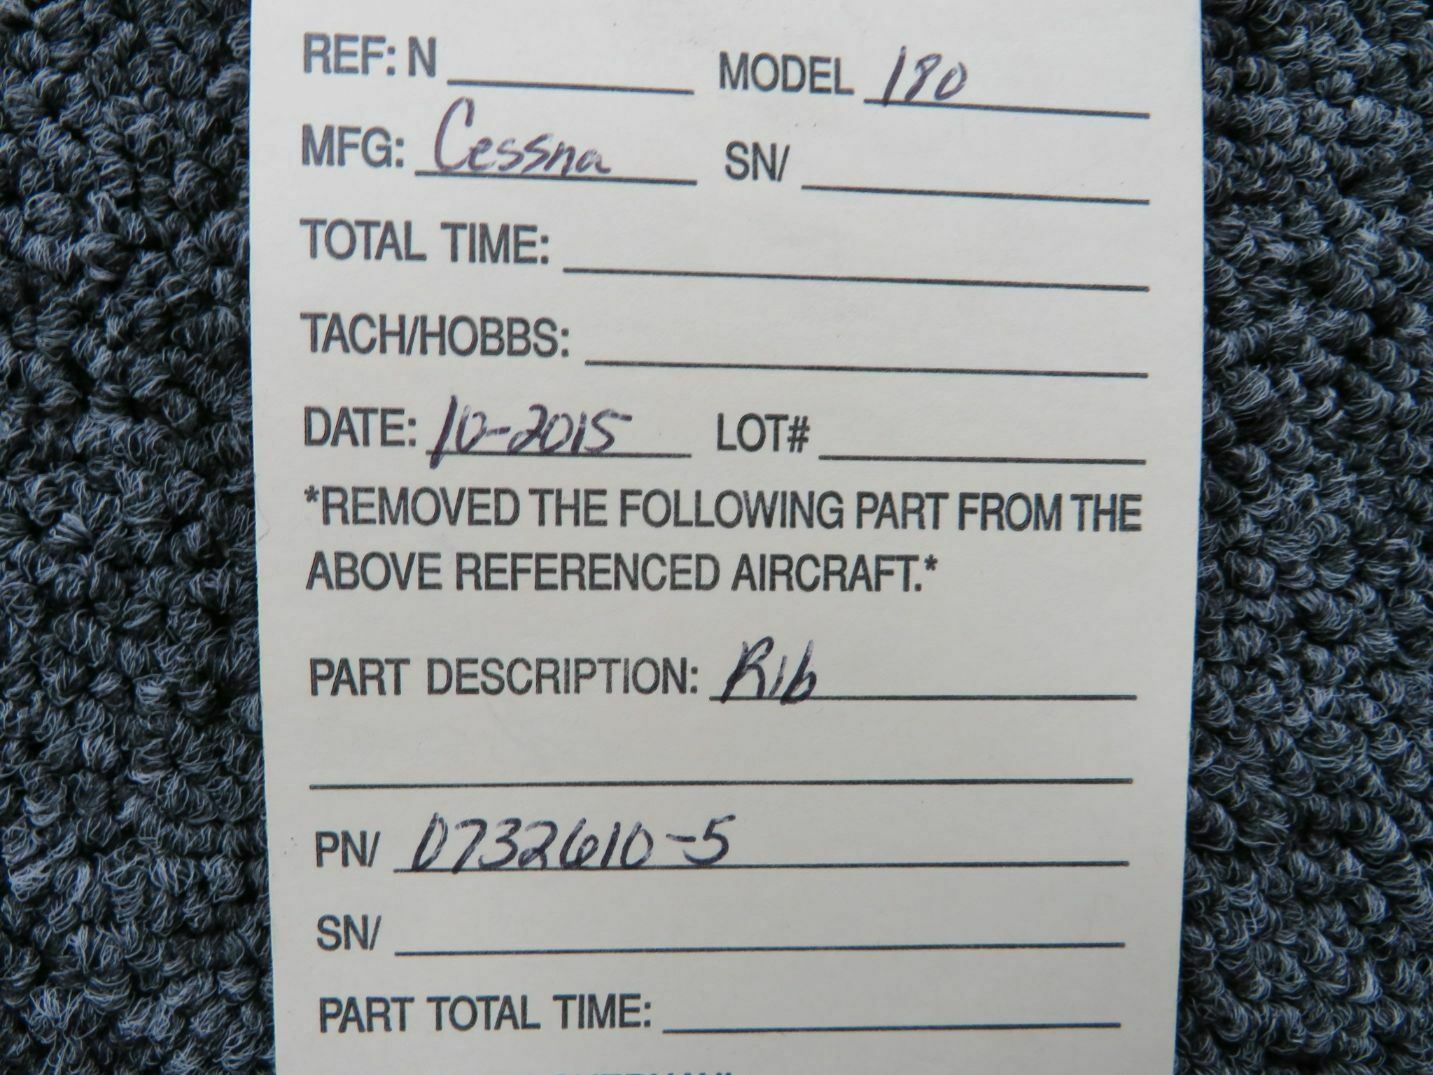 REF: N MODEL 180
MFG: Cessna SN/
TOTAL TIME:
TACH/HOBBS:
DATE: 10-2015 LOT#
*REMOVED THE FOLLOWING PART FROM THE
ABOVE REFERENCED AIRCRAFT.*
PART DESCRIPTION: Rib
PN/ 0732610-5
SN/
PART TOTAL TIME: